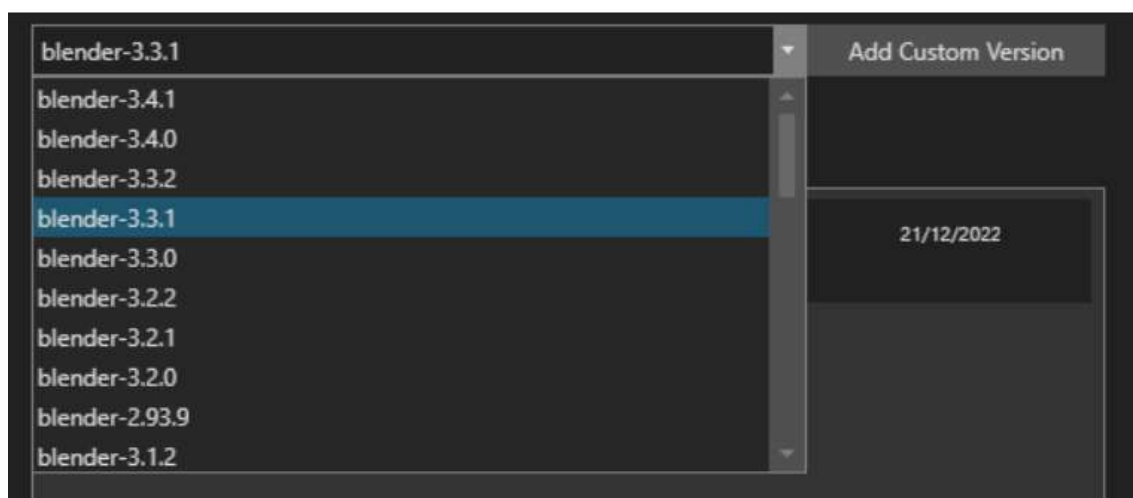 blender-3.3.1 Add Custom Version
blender-3.4.1
blender-3.4.0
blender-3.3.2
blender-3.3.1
21/12/2022
blender-3.3.0
blender-3.2.2
blender-3.2.1
blender-3.2.0
blender-2.93.9
blender-3.1.2